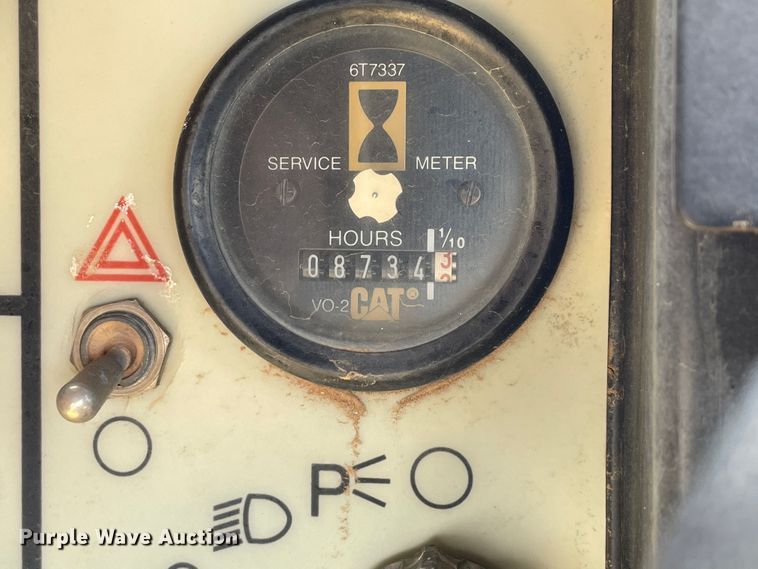 6T7337
SERVICE METER
HOURS 1/10
08734
VO-2 CAT®
P
Purple Wave Auction